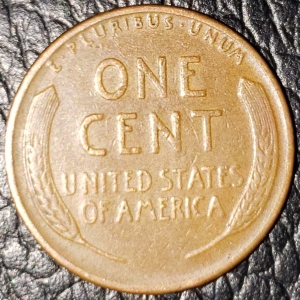 E·PLURIBUS·UNUM
ONE
CENT
UNITED STATES
OF AMERICA